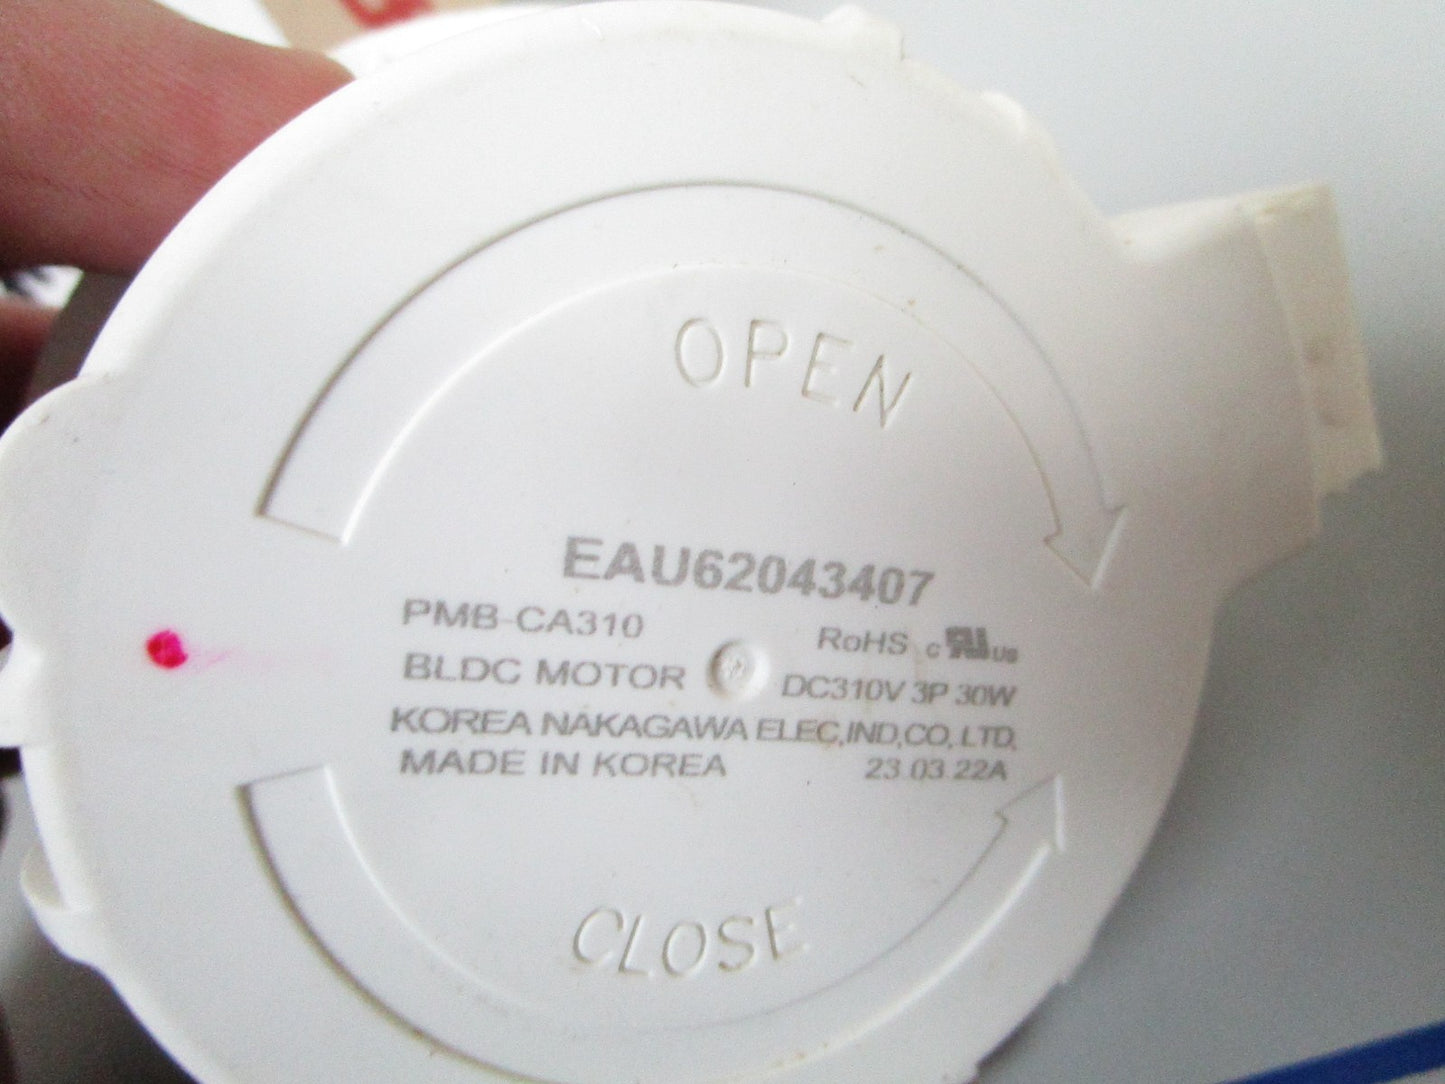 OPEN
EAU62043407
PMB-CA310
RoHS c US
BLDC MOTOR
DC310V 3P 30W
KOREA NAKAGAWA ELEC,IND,CO, LTD,
MADE IN KOREA
23.03.22A
CLOSE